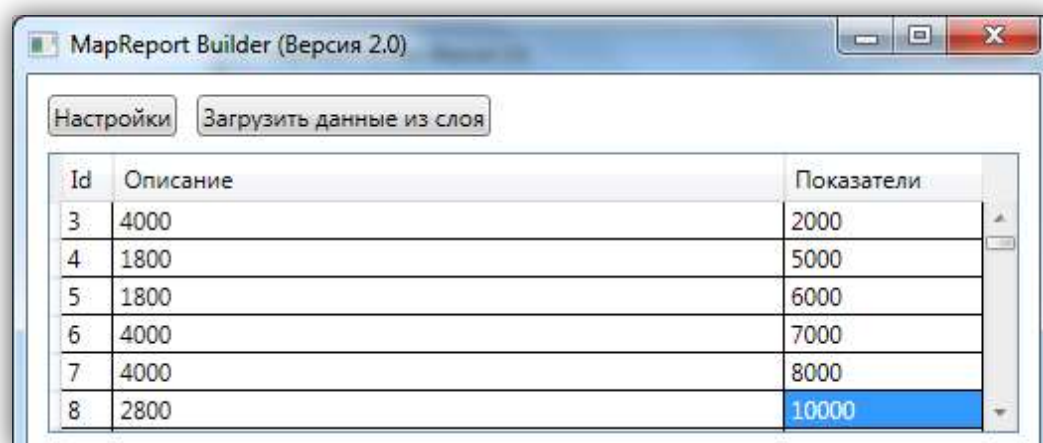 MapReport Builder (Версия 2.0)
Настройки Загрузить данные из слоя
Id Описание Показатели
3 4000 2000
4 1800 5000
5 1800 6000
6 4000 7000
7 4000 8000
8 2800 10000